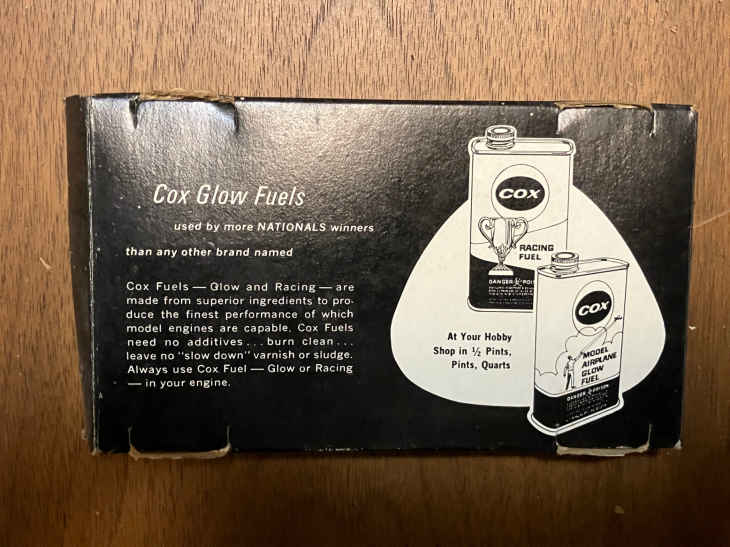 Cox Glow Fuels
used by more NATIONALS winners
than any other brand named
Cox Fuels — Glow and Racing — are
made from superior ingredients to pro-
duce the finest performance of which
model engines are capable. Cox Fuels
need no additives . . . burn clean . . .
leave no "slow down" varnish or sludge.
Always use Cox Fuel — Glow or Racing
— in your engine.
COX
RACING
FUEL
DANGER
At Your Hobby
Shop in ½ Pints,
Pints, Quarts
COX
MODEL
AIRPLANE
GLOW
FUEL
DANGER POISON